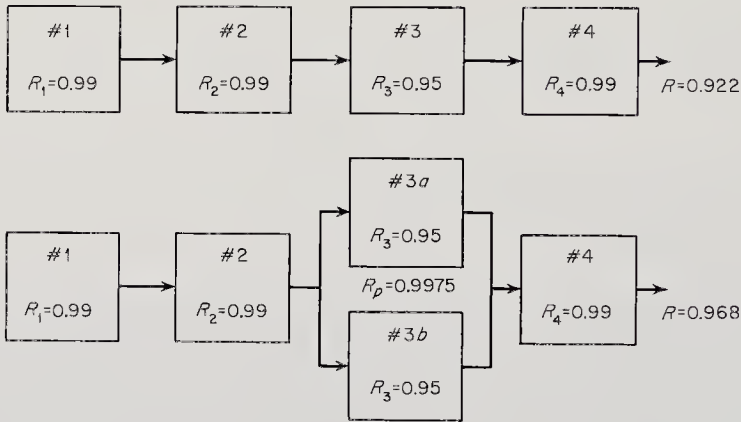 #1
#2
#3
#4
R₁=0.99
R₂=0.99
R₃=0.95
R₄=0.99
R=0.922
#3a
R₃=0.95
#1
#2
#4
R₁=0.99
R₂=0.99
Rₚ=0.9975
R₄=0.99
R=0.968
#3b
R₃=0.95